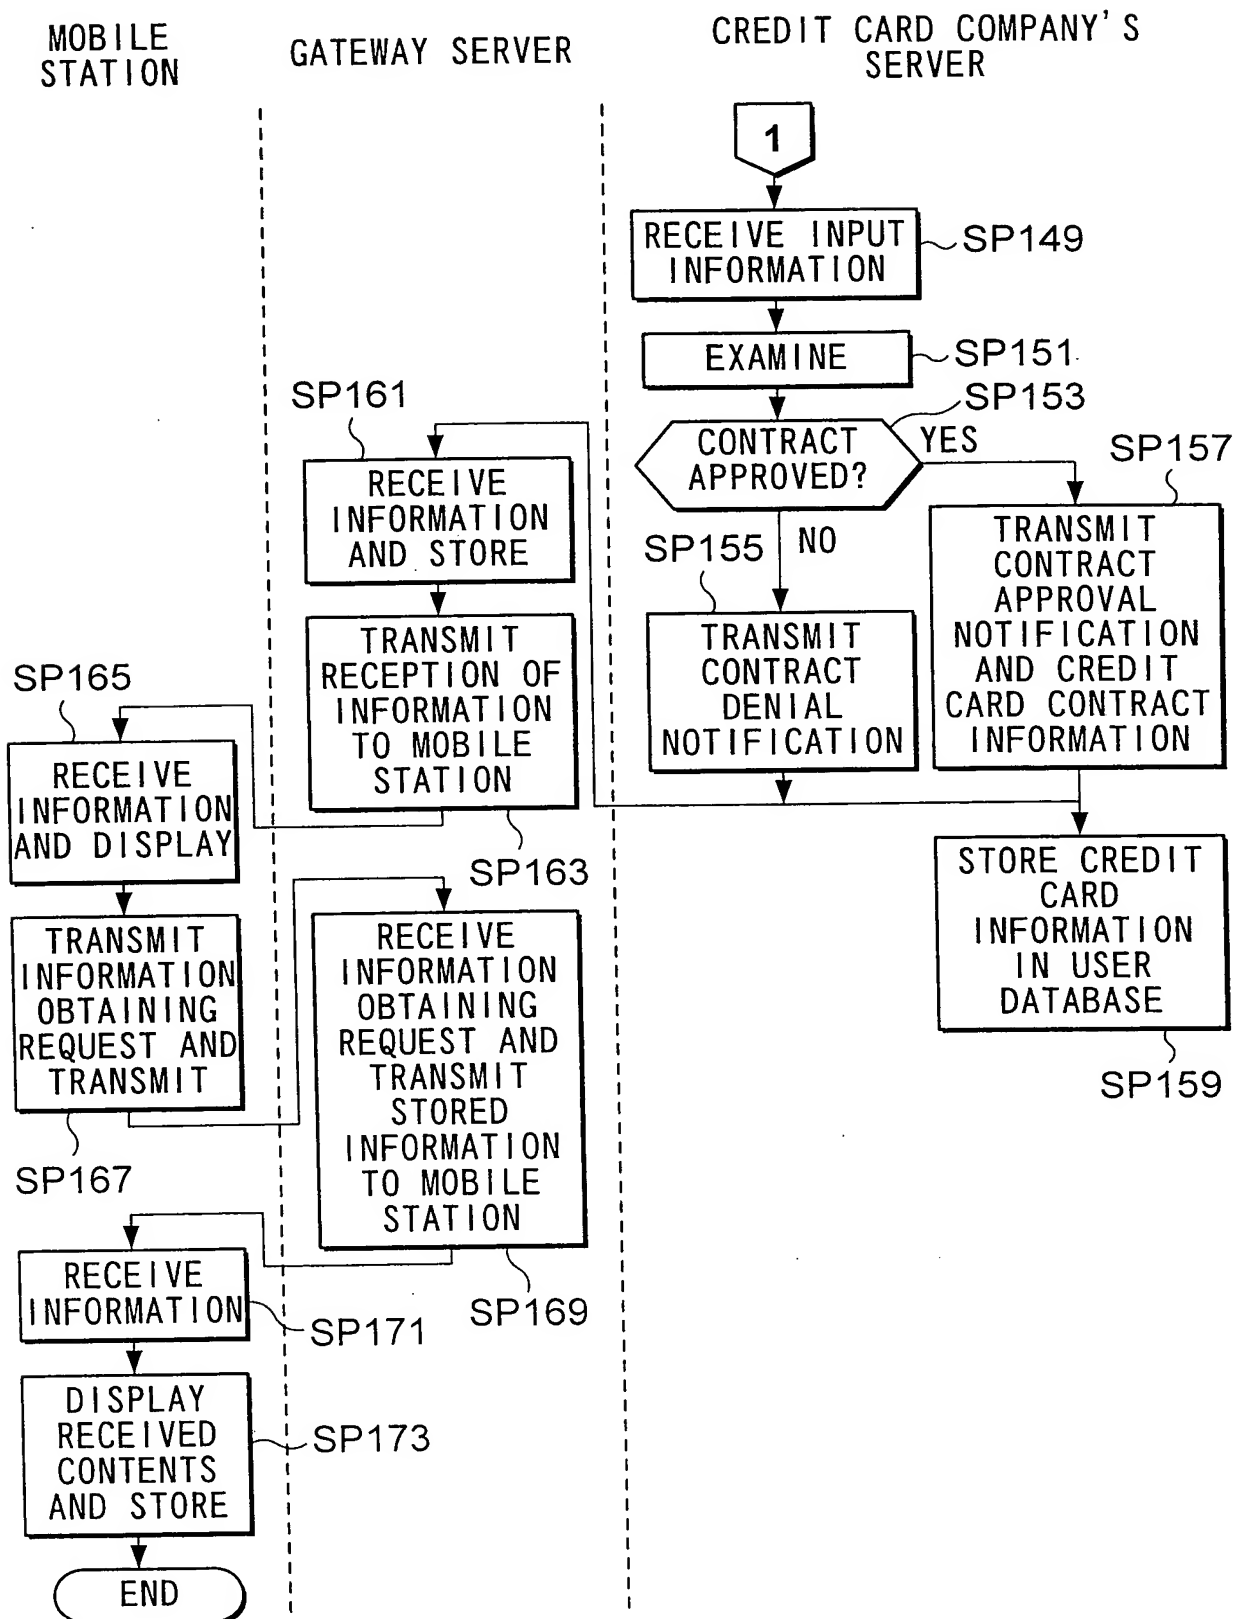 MOBILE
STATION
GATEWAY SERVER
CREDIT CARD COMPANY'S
SERVER
1
RECEIVE INPUT
INFORMATION
SP149
EXAMINE
SP151
CONTRACT
APPROVED?
SP153
YES
NO
SP155
TRANSMIT
CONTRACT
DENIAL
NOTIFICATION
SP157
TRANSMIT
CONTRACT
APPROVAL
NOTIFICATION
AND CREDIT
CARD CONTRACT
INFORMATION
STORE CREDIT
CARD
INFORMATION
IN USER
DATABASE
SP159
SP161
RECEIVE
INFORMATION
AND STORE
TRANSMIT
RECEPTION OF
INFORMATION
TO MOBILE
STATION
SP163
SP165
RECEIVE
INFORMATION
AND DISPLAY
TRANSMIT
INFORMATION
OBTAINING
REQUEST AND
TRANSMIT
SP167
RECEIVE
INFORMATION
OBTAINING
REQUEST AND
TRANSMIT
STORED
INFORMATION
TO MOBILE
STATION
SP169
RECEIVE
INFORMATION
SP171
DISPLAY
RECEIVED
CONTENTS
AND STORE
SP173
END